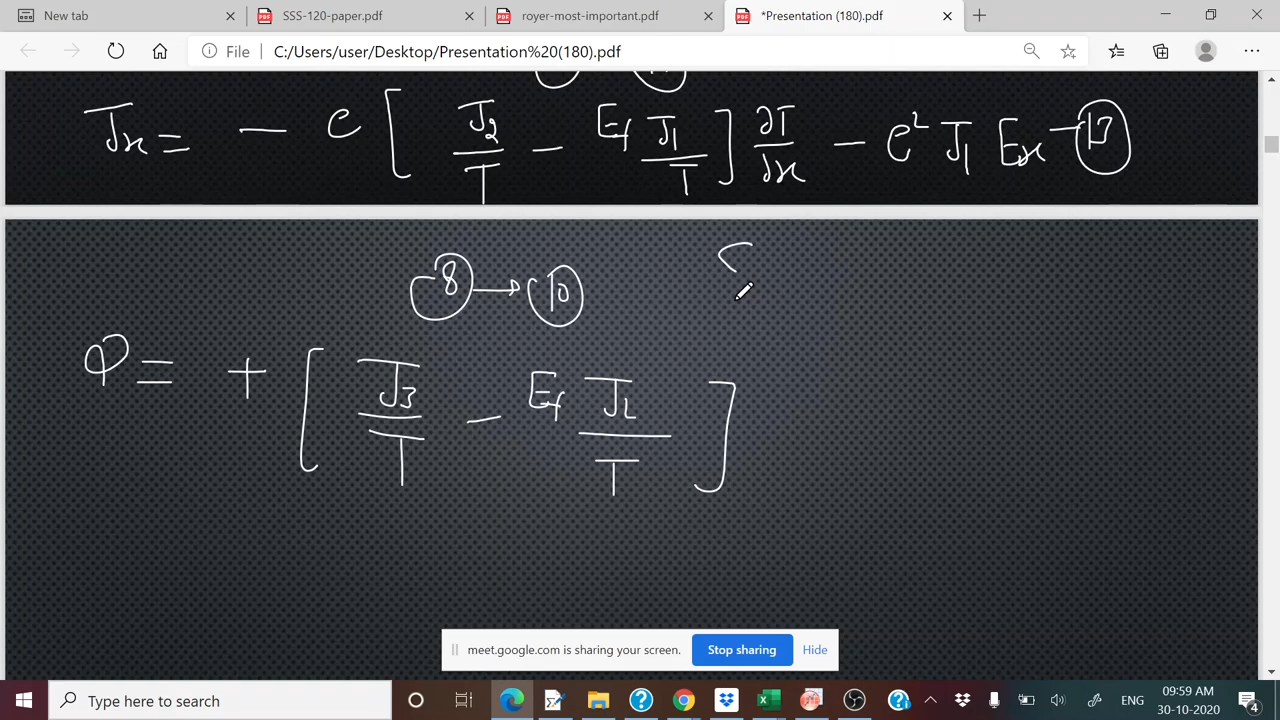 New tab SSS-120-paper.pdf royer-most-important.pdf *Presentation (180).pdf
File C:/Users/user/Desktop/Presentation%20(180).pdf
Jx = - e [ J2/T - Ef J1/T ] ∂T/∂x - e² J1 Ex -
8 → 10
φ = + [ J3/T - Ef J2/T ]
meet.google.com is sharing your screen. Stop sharing Hide
Type here to search
ENG
09:59 AM
30-10-2020
4